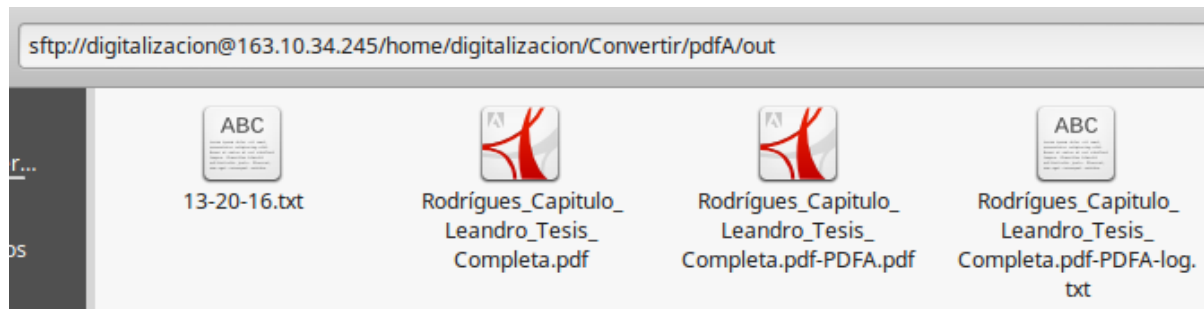 sftp://digitalizacion@163.10.34.245/home/digitalizacion/Convertir/pdfA/out
r...
os
ABC
13-20-16.txt
Rodrígues_Capitulo_
Leandro_Tesis_
Completa.pdf
Rodrígues_Capitulo_
Leandro_Tesis_
Completa.pdf-PDFA.pdf
ABC
Rodrígues_Capitulo_
Leandro_Tesis_
Completa.pdf-PDFA-log.
txt